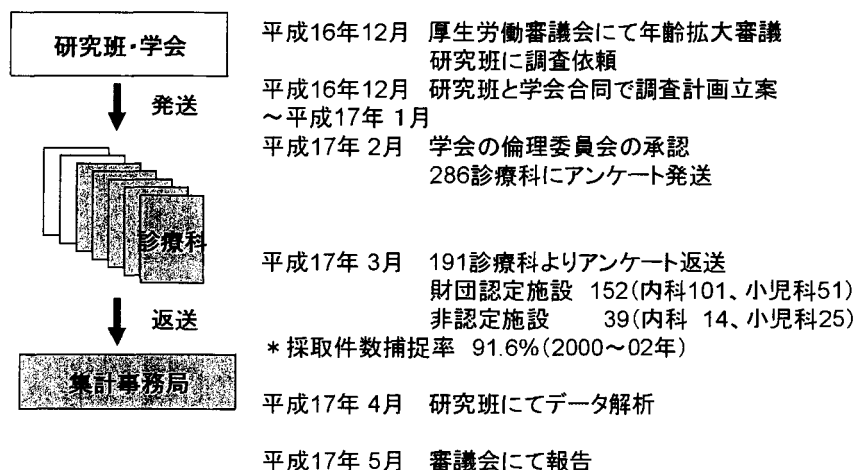 研究班・学会
発送
診療科
返送
集計事務局
平成16年12月 厚生労働審議会にて年齢拡大審議
研究班に調査依頼
平成16年12月 研究班と学会合同で調査計画立案
～平成17年 1月
平成17年 2月 学会の倫理委員会の承認
286診療科にアンケート発送
平成17年 3月 191診療科よりアンケート返送
財団認定施設 152(内科101、小児科51)
非認定施設 39(内科 14、小児科25)
＊採取件数捕捉率 91.6%(2000～02年)
平成17年 4月 研究班にてデータ解析
平成17年 5月 審議会にて報告